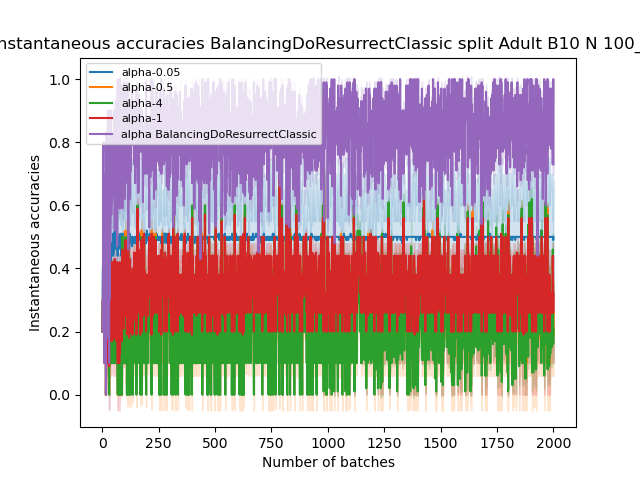 nstantaneous accuracies BalancingDoResurrectClassic split Adult B10 N 100_
alpha-0.05
alpha-0.5
alpha-4
alpha-1
alpha BalancingDoResurrectClassic
1.0
0.8
0.6
0.4
0.2
0.0
Instantaneous accuracies
0 250 500 750 1000 1250 1500 1750 2000
Number of batches